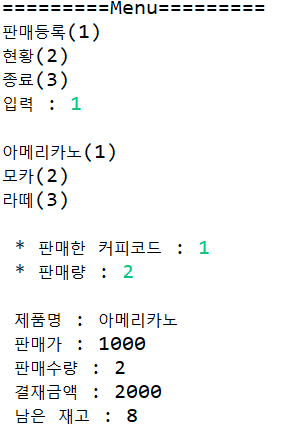 =========Menu=========
판매등록(1)
현황(2)
종료(3)
입력 : 1
아메리카노(1)
모카(2)
라떼(3)
* 판매한 커피코드 : 1
* 판매량 : 2
제품명 : 아메리카노
판매가 : 1000
판매수량 : 2
결재금액 : 2000
남은 재고 : 8